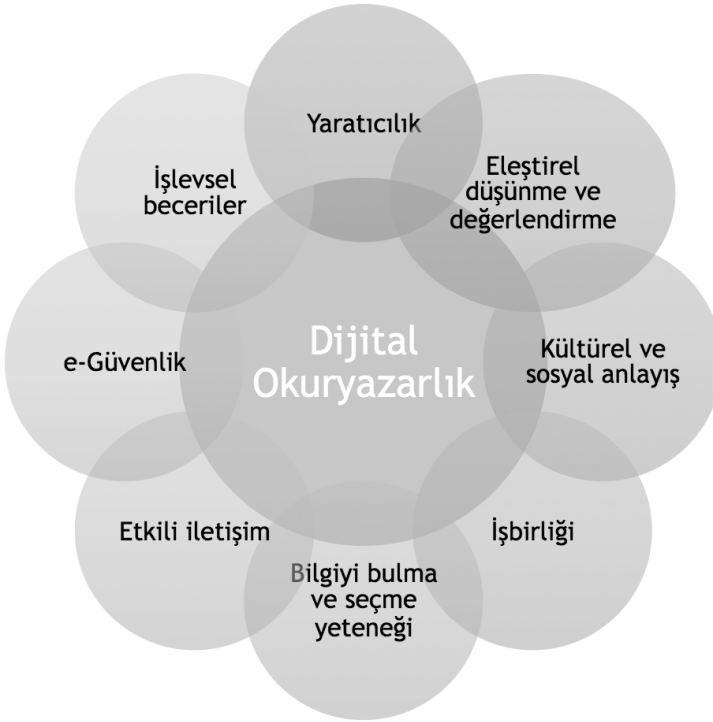 Yaratıcılık
Eleştirel
düşünme ve
değerlendirme
Kültürel ve
sosyal anlayış
İşbirliği
Bilgiyi bulma
ve seçme
yeteneği
Etkili iletişim
e-Güvenlik
İşlevsel
beceriler
Dijital
Okuryazarlık